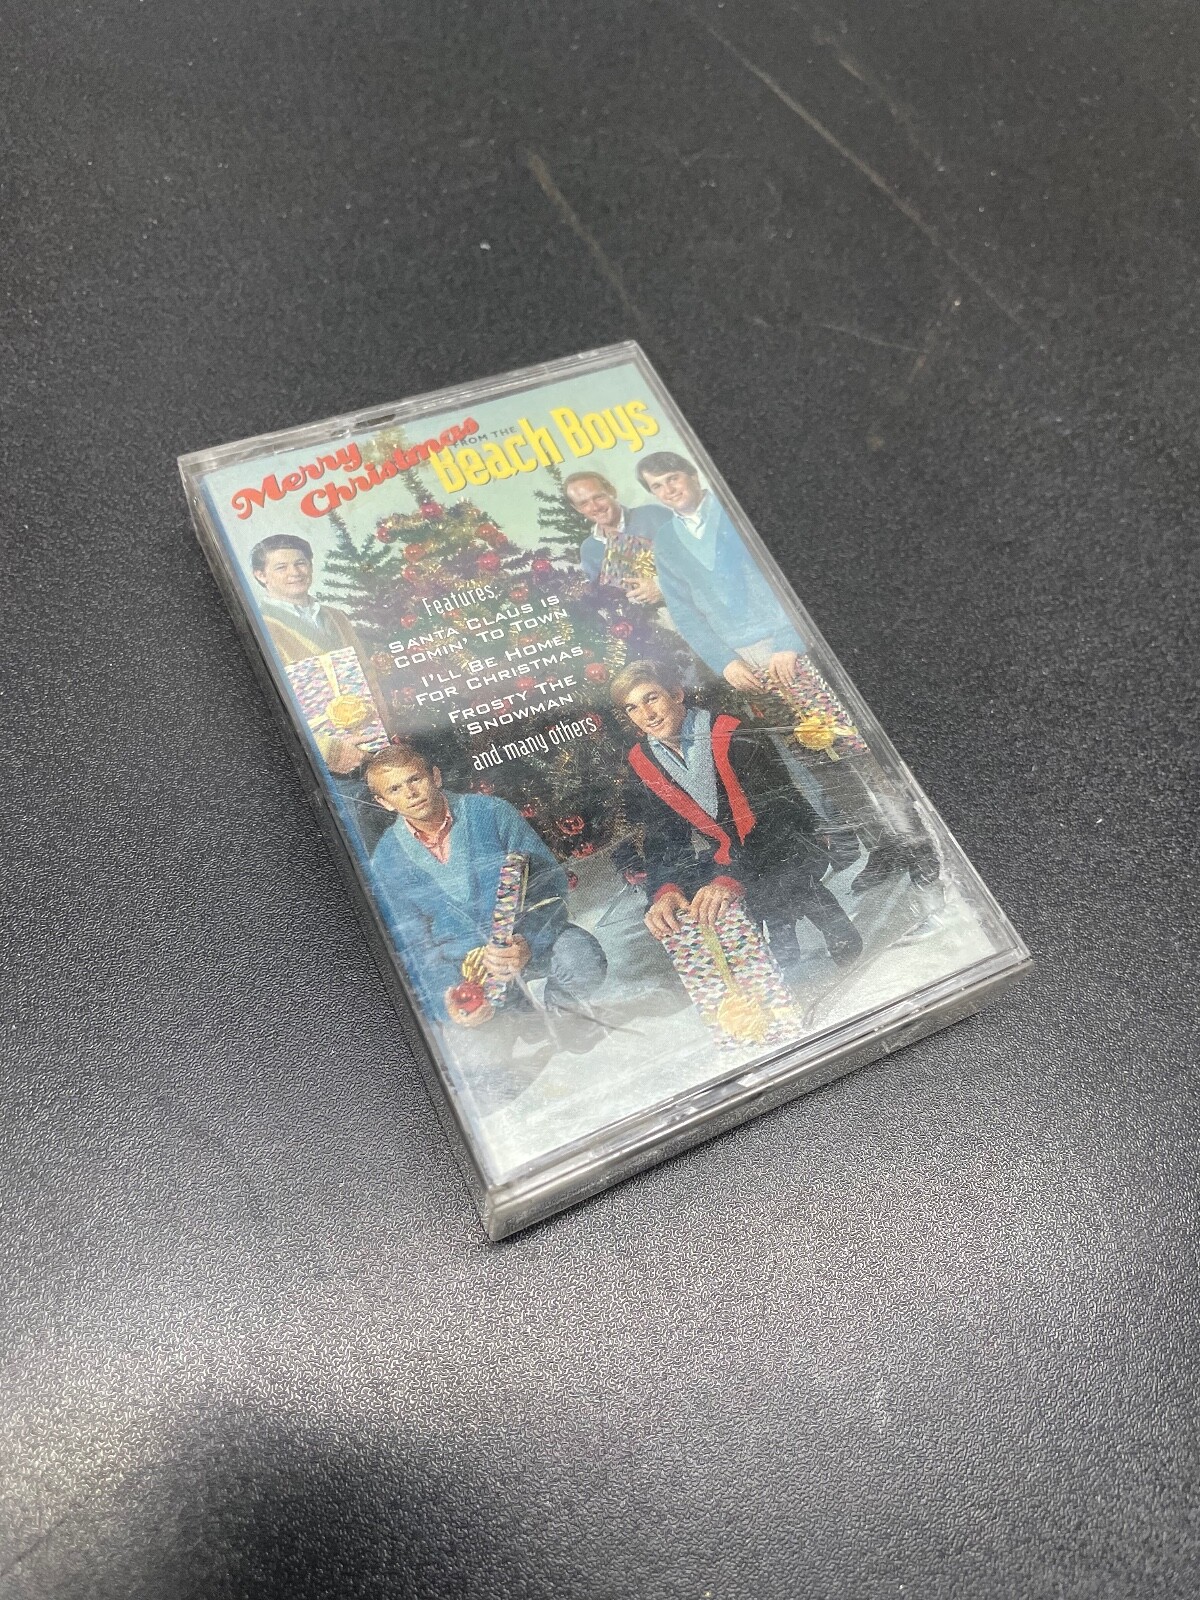 Merry
Christmas
FROM THE
Beach Boys
Features:
SANTA CLAUS IS
COMIN' TO TOWN
I'LL BE HOME
FOR CHRISTMAS
FROSTY THE
SNOWMAN
and many others